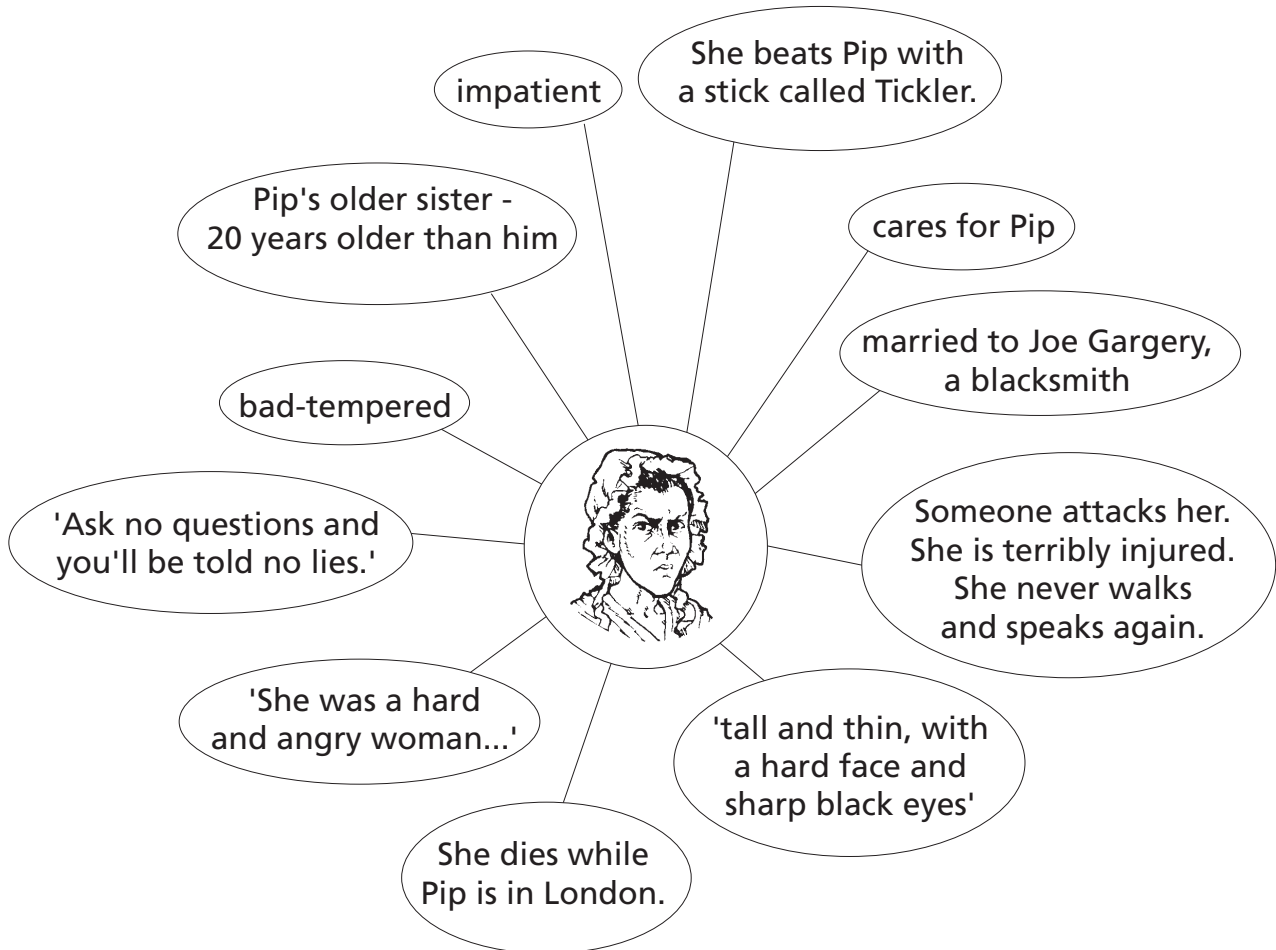 She beats Pip with
a stick called Tickler.
impatient
Pip's older sister -
20 years older than him
cares for Pip
married to Joe Gargery,
a blacksmith
bad-tempered
'Ask no questions and
you'll be told no lies.'
Someone attacks her.
She is terribly injured.
She never walks
and speaks again.
'She was a hard
and angry woman...'
'tall and thin, with
a hard face and
sharp black eyes'
She dies while
Pip is in London.